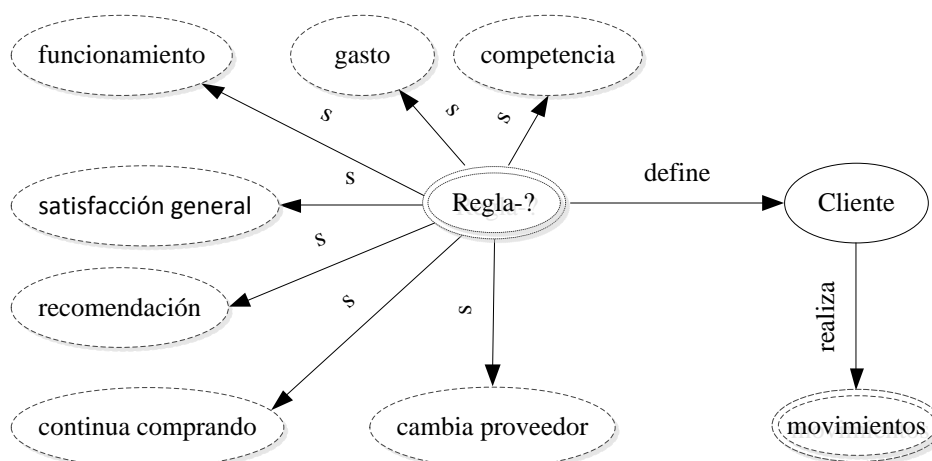 funcionamiento
gasto
competencia
s
s
s
s
satisfacción general
Regla-?
define
Cliente
s
recomendación
s
s
realiza
continua comprando
cambia proveedor
movimientos